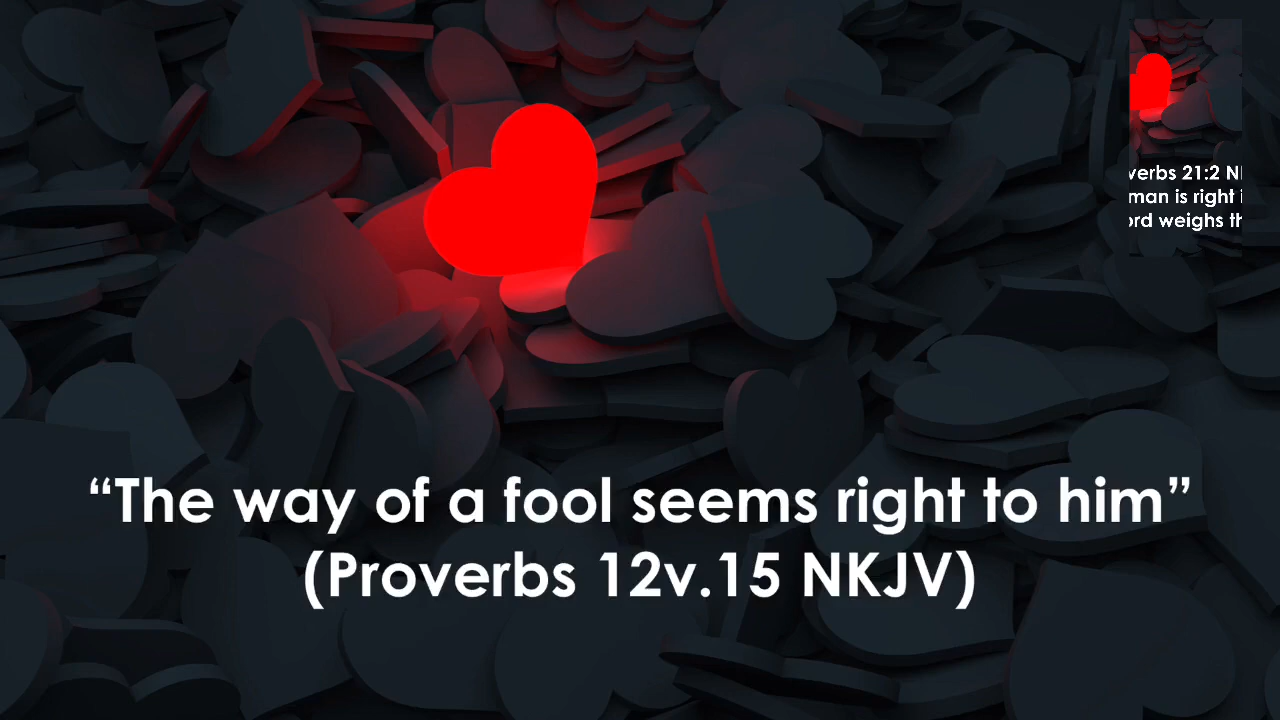 verbs 21:2 N
man is right i
ord weighs th
“The way of a fool seems right to him”
(Proverbs 12v.15 NKJV)